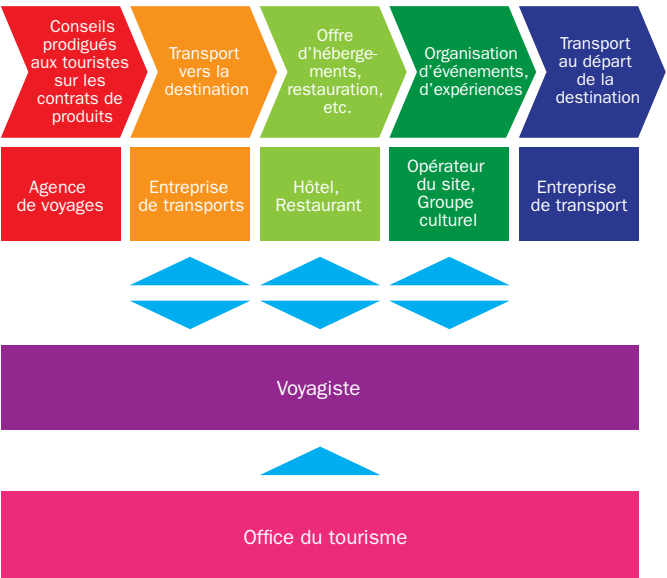 Conseils
prodigués
aux touristes
sur les
contrats de
produits
Transport
vers la
destination
Offre
d'hébergе-
ments,
restauration,
etc.
Organisation
d'événements,
d'expériences
Transport
au départ
de la
destination
Agence
de voyages
Entreprise
de transports
Hôtel,
Restaurant
Opérateur
du site,
Groupe
culturel
Entreprise
de transport
Voyagiste
Office du tourisme